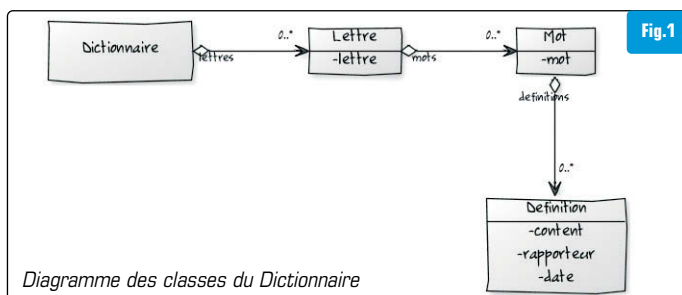 Fig.1
Dictionnaire
lettres
0..*
Lettre
-lettre
mots
0..*
Mot
-mot
definitions
0..*
Definition
-content
-rapporteur
-date
Diagramme des classes du Dictionnaire